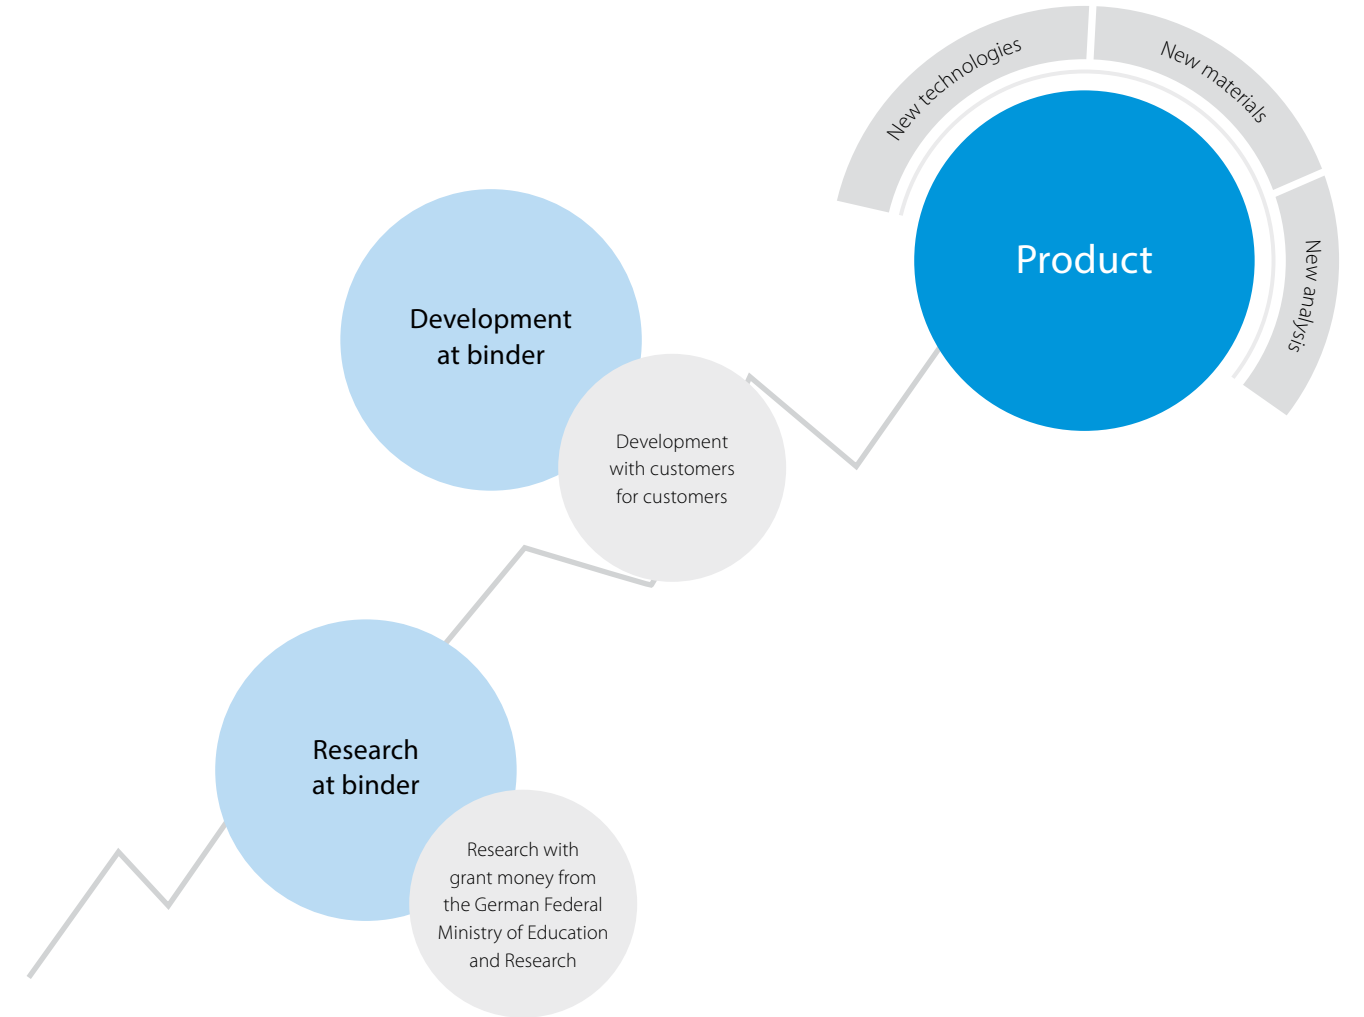 New technologies
New materials
New analysis
Product
Development
at binder
Development
with customers
for customers
Research
at binder
Research with
grant money from
the German Federal
Ministry of Education
and Research